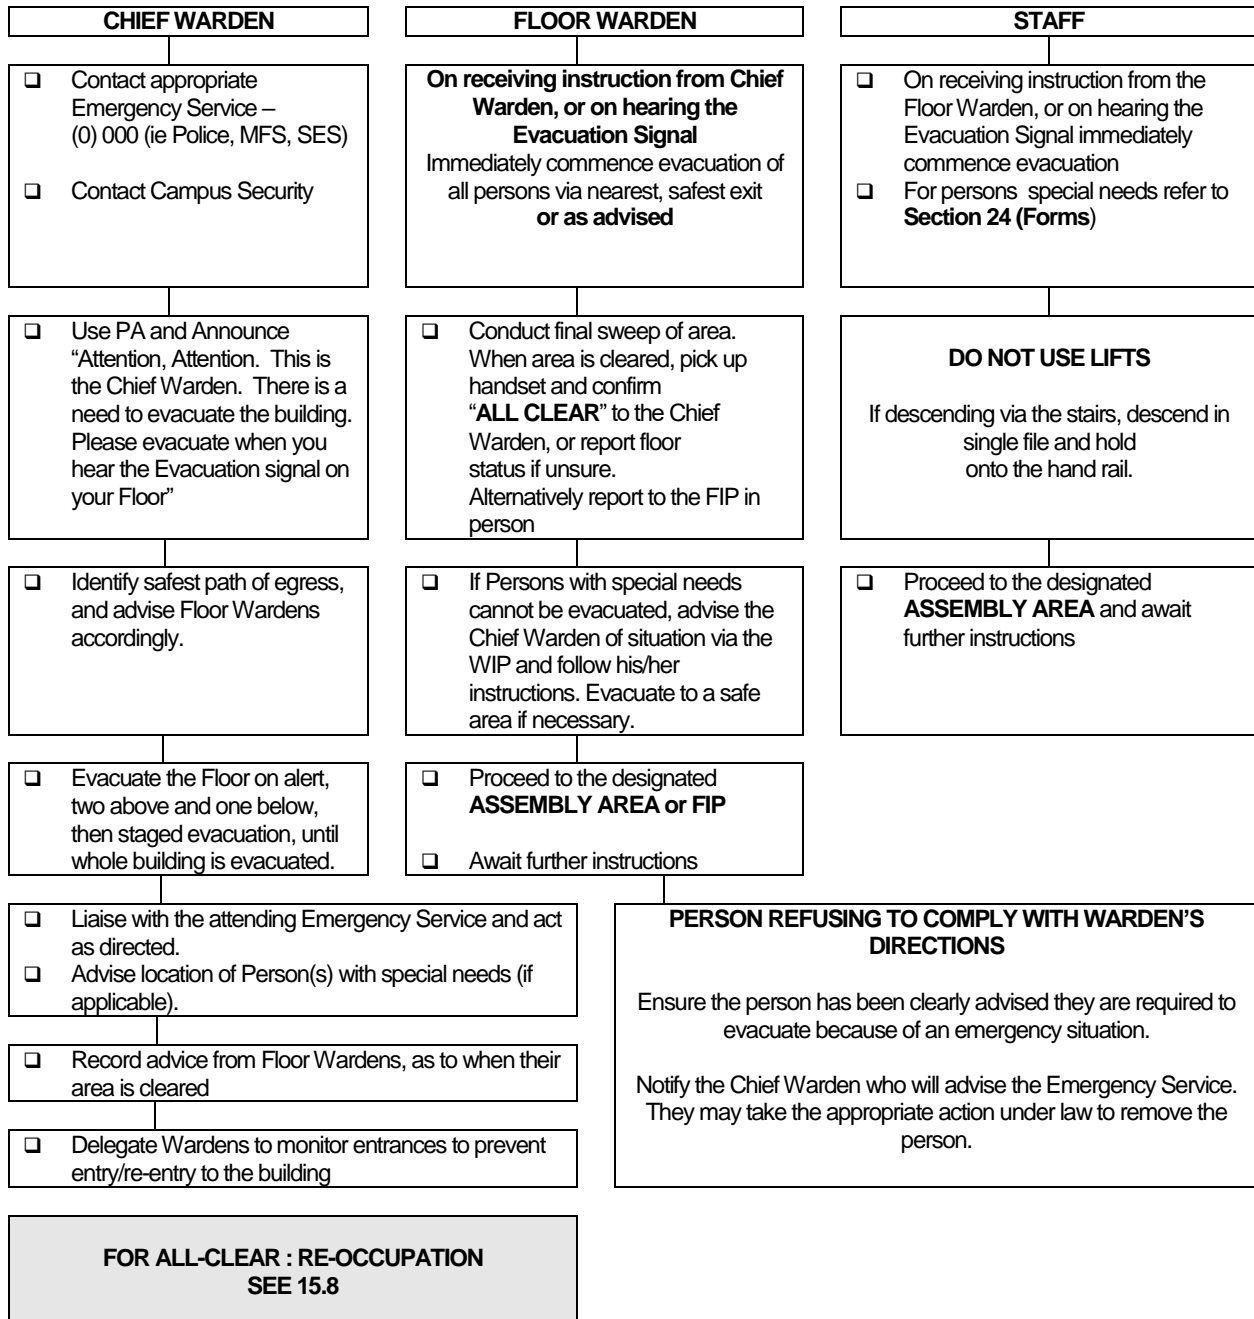 CHIEF WARDEN
❑ Contact appropriate
Emergency Service –
(0) 000 (ie Police, MFS, SES)
❑ Contact Campus Security
❑ Use PA and Announce
“Attention, Attention. This is
the Chief Warden. There is a
need to evacuate the building.
Please evacuate when you
hear the Evacuation signal on
your Floor”
❑ Identify safest path of egress,
and advise Floor Wardens
accordingly.
❑ Evacuate the Floor on alert,
two above and one below,
then staged evacuation, until
whole building is evacuated.
❑ Liaise with the attending Emergency Service and act
as directed.
❑ Advise location of Person(s) with special needs (if
applicable).
❑ Record advice from Floor Wardens, as to when their
area is cleared
❑ Delegate Wardens to monitor entrances to prevent
entry/re-entry to the building
FOR ALL-CLEAR : RE-OCCUPATION
SEE 15.8
FLOOR WARDEN
On receiving instruction from Chief
Warden, or on hearing the
Evacuation Signal
Immediately commence evacuation of
all persons via nearest, safest exit
or as advised
❑ Conduct final sweep of area.
When area is cleared, pick up
handset and confirm
“ALL CLEAR” to the Chief
Warden, or report floor
status if unsure.
Alternatively report to the FIP in
person
❑ If Persons with special needs
cannot be evacuated, advise the
Chief Warden of situation via the
WIP and follow his/her
instructions. Evacuate to a safe
area if necessary.
❑ Proceed to the designated
ASSEMBLY AREA or FIP
❑ Await further instructions
PERSON REFUSING TO COMPLY WITH WARDEN’S
DIRECTIONS
Ensure the person has been clearly advised they are required to
evacuate because of an emergency situation.
Notify the Chief Warden who will advise the Emergency Service.
They may take the appropriate action under law to remove the
person.
STAFF
❑ On receiving instruction from the
Floor Warden, or on hearing the
Evacuation Signal immediately
commence evacuation
❑ For persons special needs refer to
Section 24 (Forms)
DO NOT USE LIFTS
If descending via the stairs, descend in
single file and hold
onto the hand rail.
❑ Proceed to the designated
ASSEMBLY AREA and await
further instructions